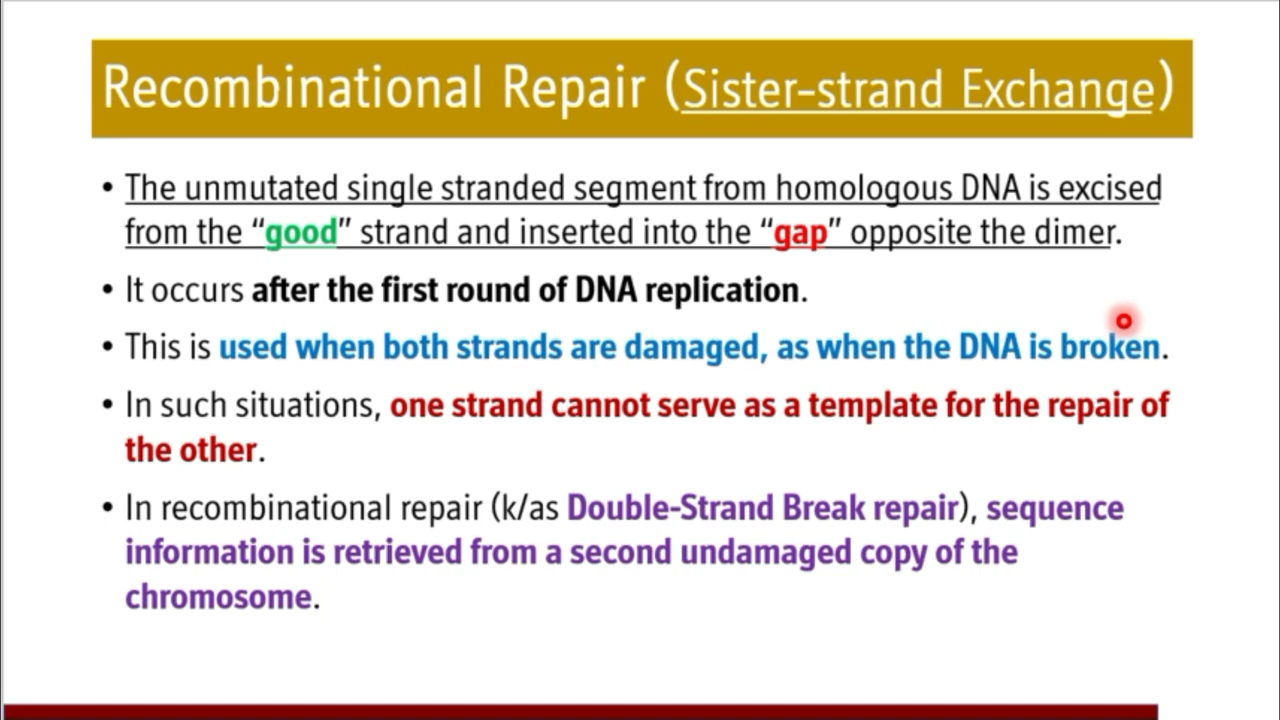 Recombinational Repair (Sister-strand Exchange)
• The unmutated single stranded segment from homologous DNA is excised
from the “good” strand and inserted into the “gap” opposite the dimer.
• It occurs after the first round of DNA replication.
• This is used when both strands are damaged, as when the DNA is broken.
• In such situations, one strand cannot serve as a template for the repair of
the other.
• In recombinational repair (k/as Double-Strand Break repair), sequence
information is retrieved from a second undamaged copy of the
chromosome.